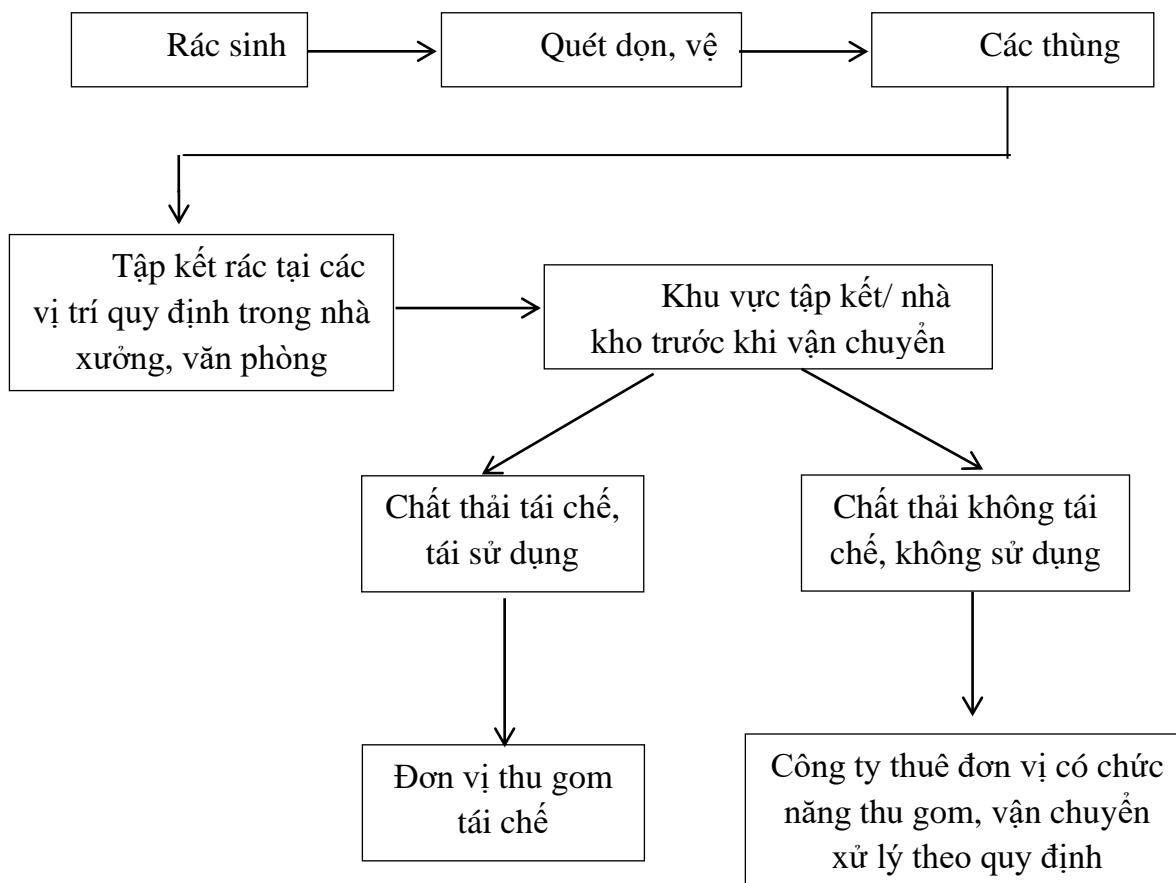 Rác sinh
Quét dọn, vệ
Các thùng
Tập kết rác tại các
vị trí quy định trong nhà
xưởng, văn phòng
Khu vực tập kết/ nhà
kho trước khi vận chuyển
Chất thải tái chế,
tái sử dụng
Chất thải không tái
chế, không sử dụng
Đơn vị thu gom
tái chế
Công ty thuê đơn vị có chức
năng thu gom, vận chuyển
xử lý theo quy định